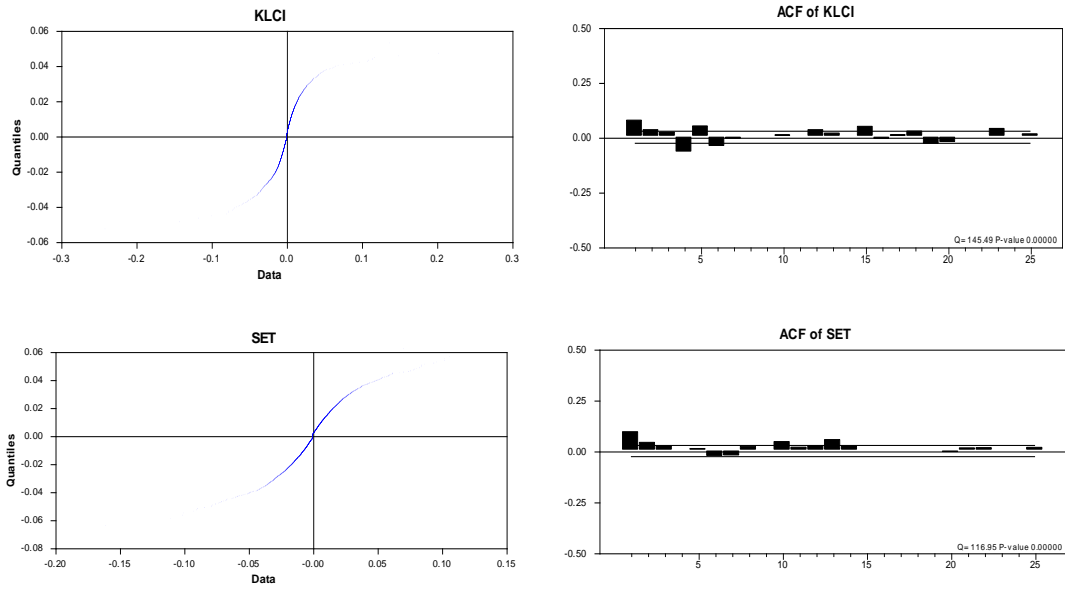 KLCI
0.06
0.04
0.02
0.00
-0.02
-0.04
-0.06
Quantiles
-0.3 -0.2 -0.1 0.0 0.1 0.2 0.3
Data
ACF of KLCI
0.50
0.25
0.00
-0.25
-0.50
Q= 145.49 P-value 0.00000
5 10 15 20 25
SET
0.06
0.04
0.02
0.00
-0.02
-0.04
-0.06
-0.08
Quantiles
-0.20 -0.15 -0.10 -0.05 -0.00 0.05 0.10 0.15
Data
ACF of SET
0.50
0.25
0.00
-0.25
-0.50
Q= 116.95 P-value 0.00000
5 10 15 20 25